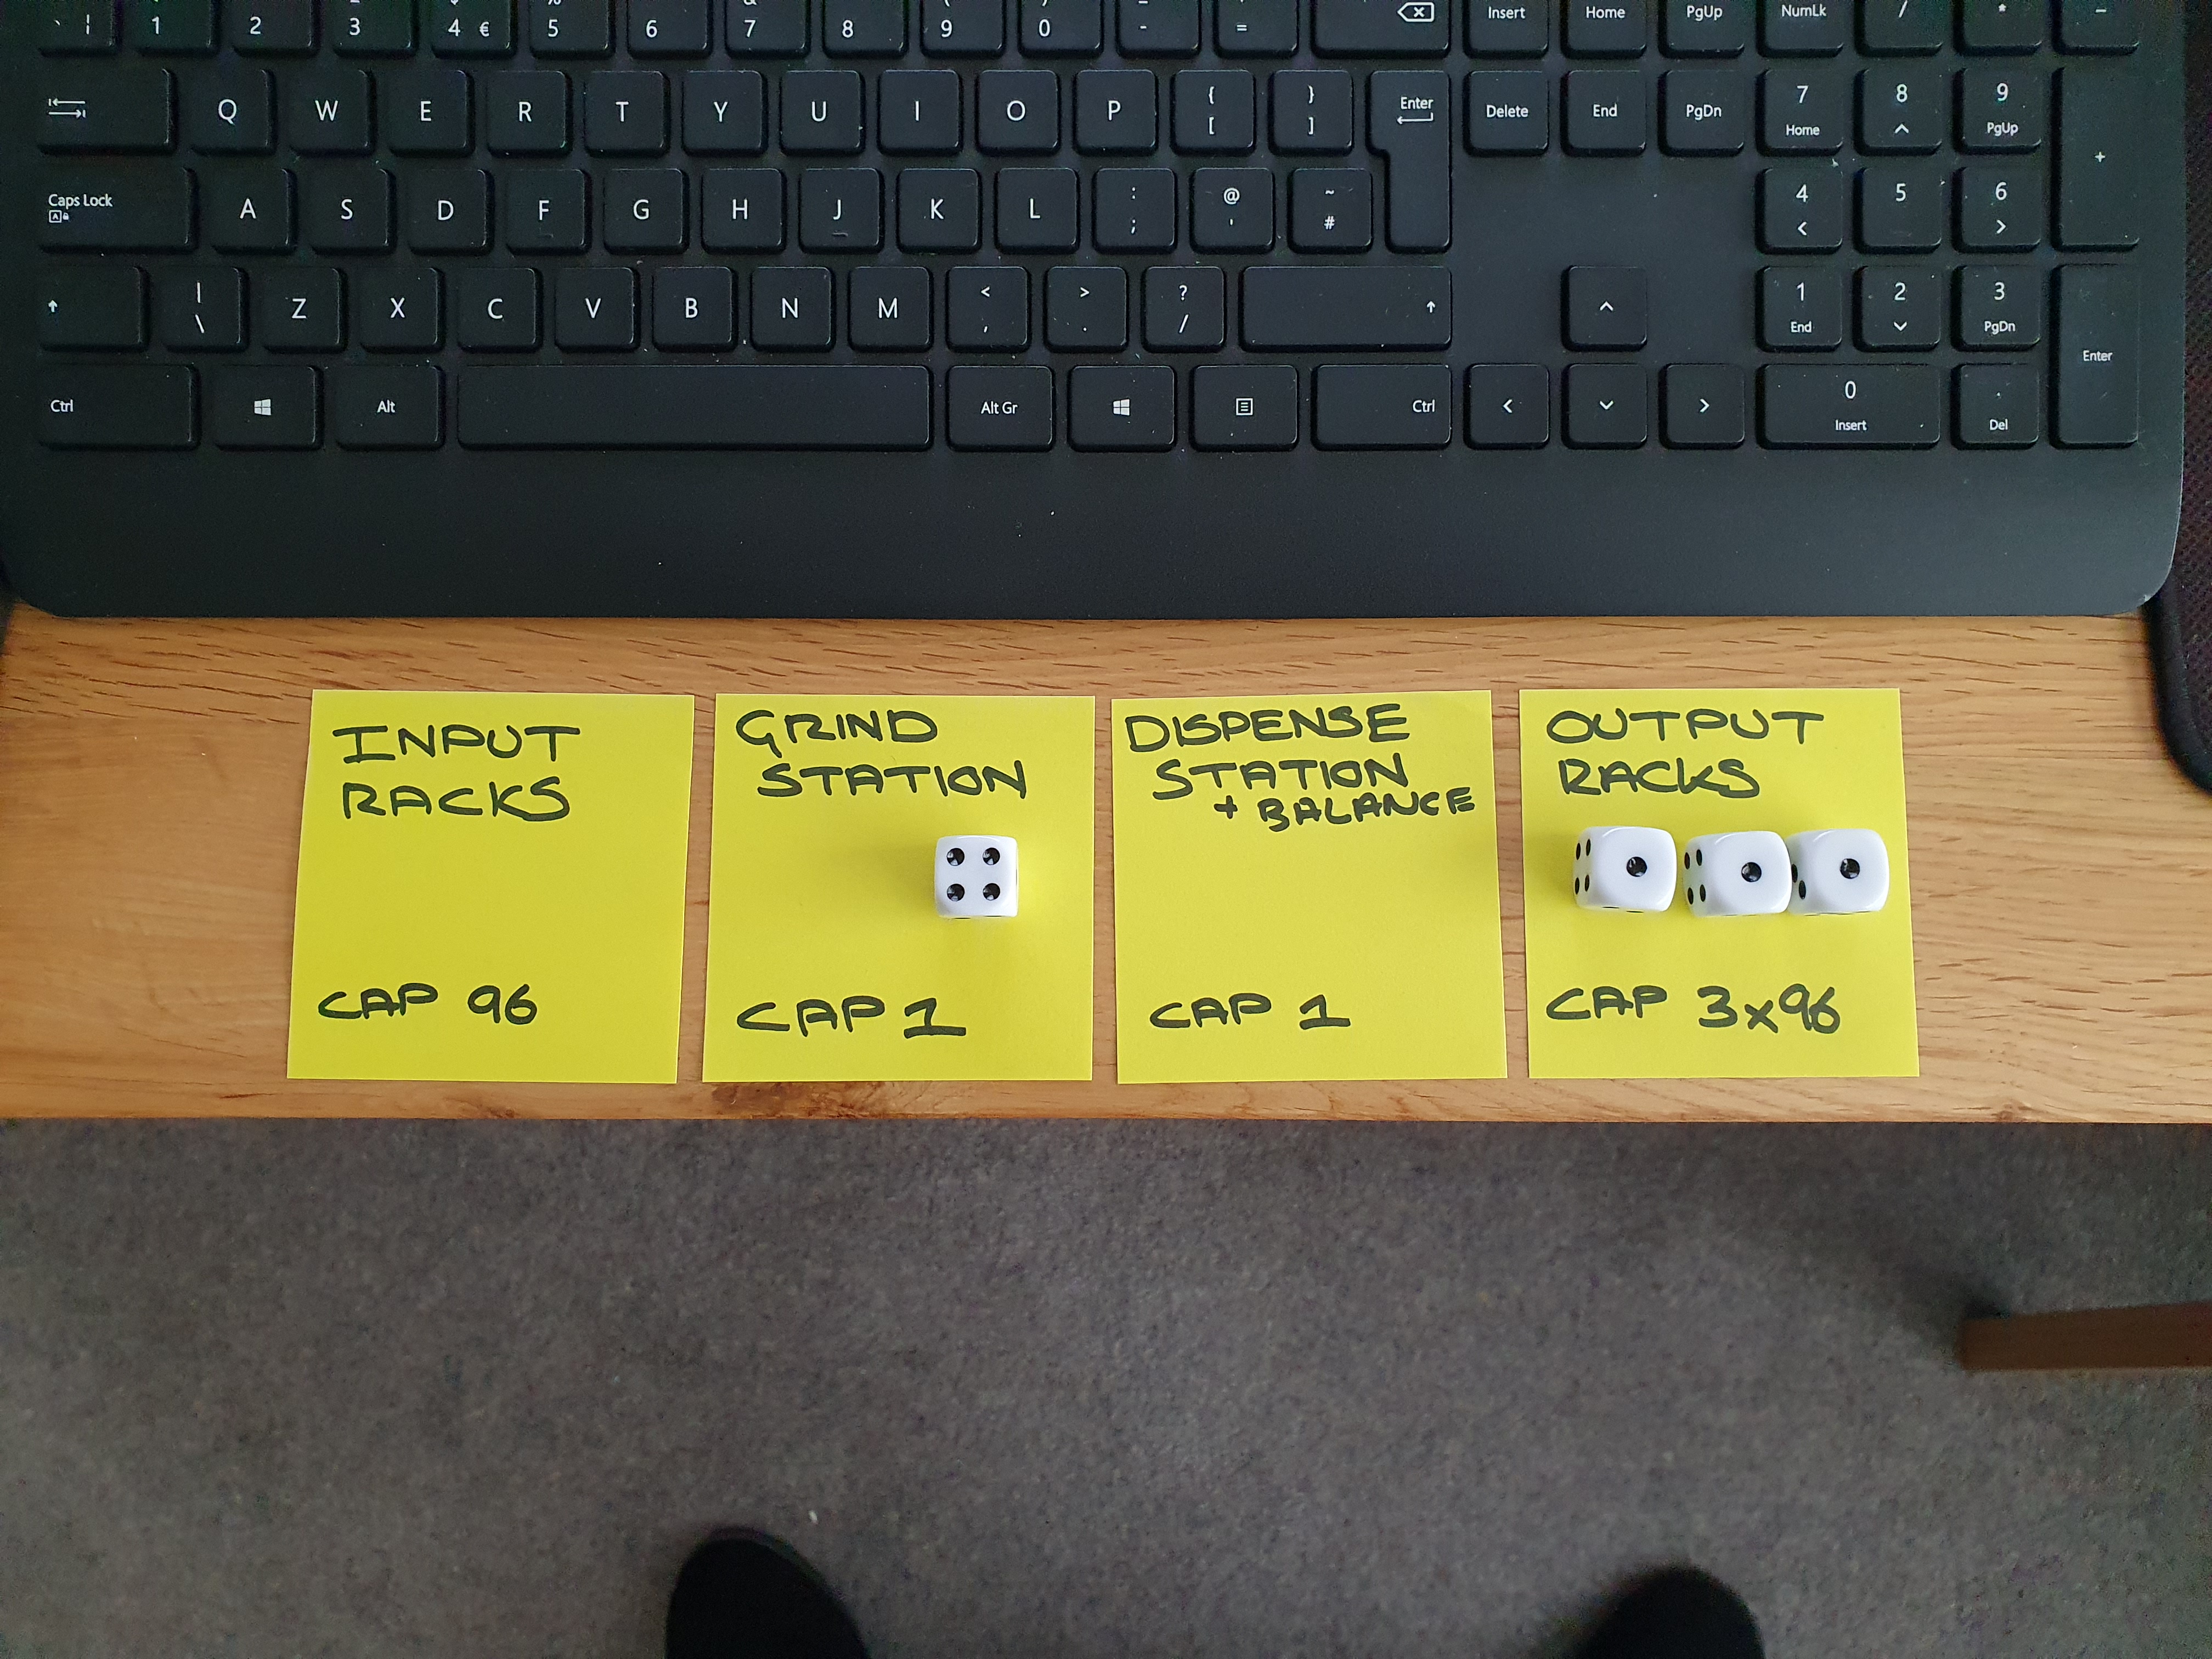 ` ¦ 1 2 3 4 € 5 6 7 8 9 0 - = Insert Home PgUp NumLk / * -
Q W E R T Y U I O P { [ } ] Enter Delete End PgDn 7 Home 8 9 PgUp +
Caps Lock A S D F G H J K L : ; @ ' ~ # 4 < 5 6 >
| \ Z X C V B N M < , > . ? / 1 End 2 3 PgDn Enter
Ctrl Alt Alt Gr Ctrl 0 Insert . Del
INPUT
RACKS
CAP 96
GRIND
STATION
CAP 1
DISPENSE
STATION
+ BALANCE
CAP 1
OUTPUT
RACKS
CAP 3x96